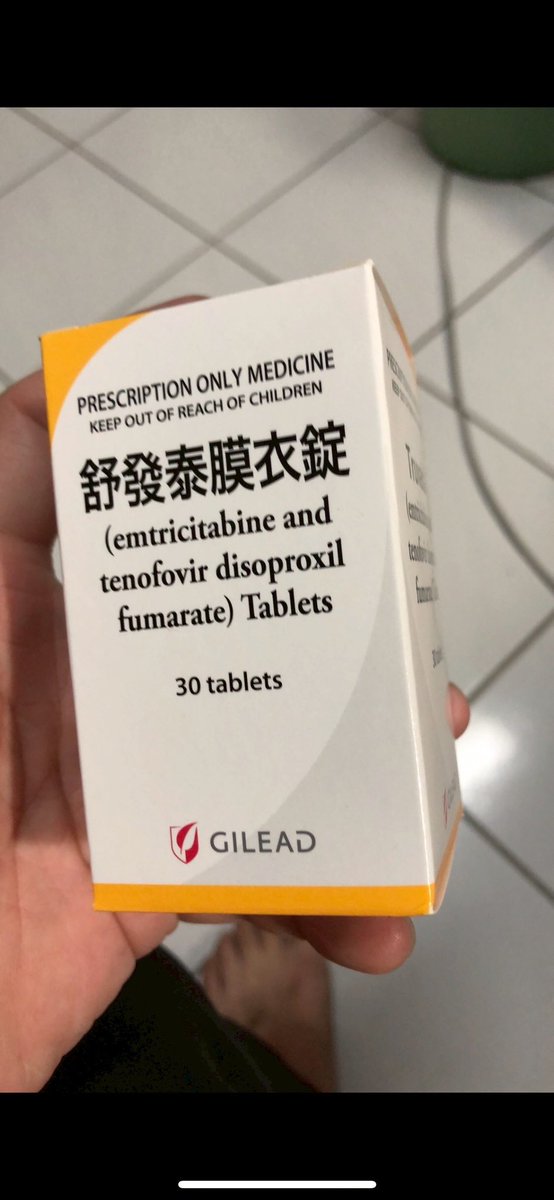 PRESCRIPTION ONLY MEDICINE
KEEP OUT OF REACH OF CHILDREN
舒發泰膜衣錠
(emtricitabine and
tenofovir disoproxil
fumarate) Tablets
30 tablets
GILEAD